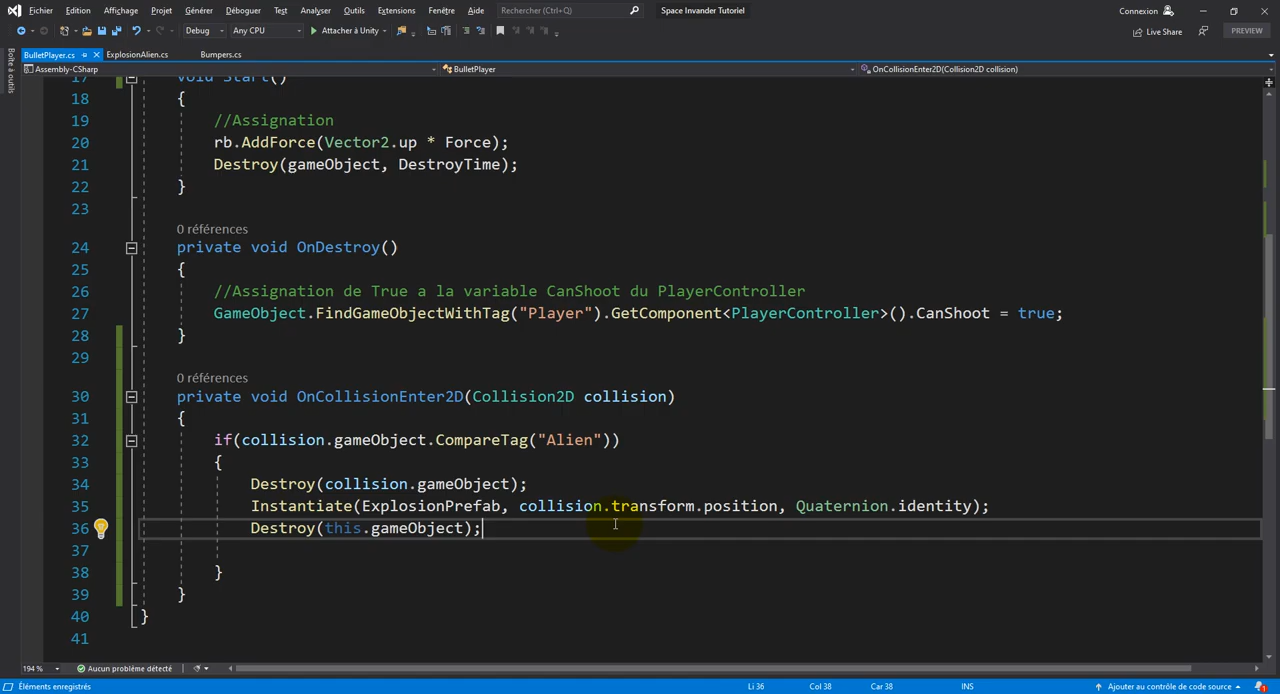 Fichier Edition Affichage Projet Générer Déboguer Test Analyser Outils Extensions Fenêtre Aide Rechercher (Ctrl+Q) Space Invander Tutoriel Connexion
Debug Any CPU Attacher à Unity Live Share PREVIEW
Boîte à outils
BulletPlayer.cs ExplosionAlien.cs Bumpers.cs
Assembly-CSharp BulletPlayer OnCollisionEnter2D(Collision2D collision)
17 void Start()
18 {
19 //Assignation
20 rb.AddForce(Vector2.up * Force);
21 Destroy(gameObject, DestroyTime);
22 }
23
0 références
24 private void OnDestroy()
25 {
26 //Assignation de True a la variable CanShoot du PlayerController
27 GameObject.FindGameObjectWithTag("Player").GetComponent<PlayerController>().CanShoot = true;
28 }
29
0 références
30 private void OnCollisionEnter2D(Collision2D collision)
31 {
32 if(collision.gameObject.CompareTag("Alien"))
33 {
34 Destroy(collision.gameObject);
35 Instantiate(ExplosionPrefab, collision.transform.position, Quaternion.identity);
36 Destroy(this.gameObject);
37
38 }
39 }
40 }
41
194 % Aucun problème détecté
Éléments enregistrés Li 36 Col 38 Car 38 INS Ajouter au contrôle de code source 1